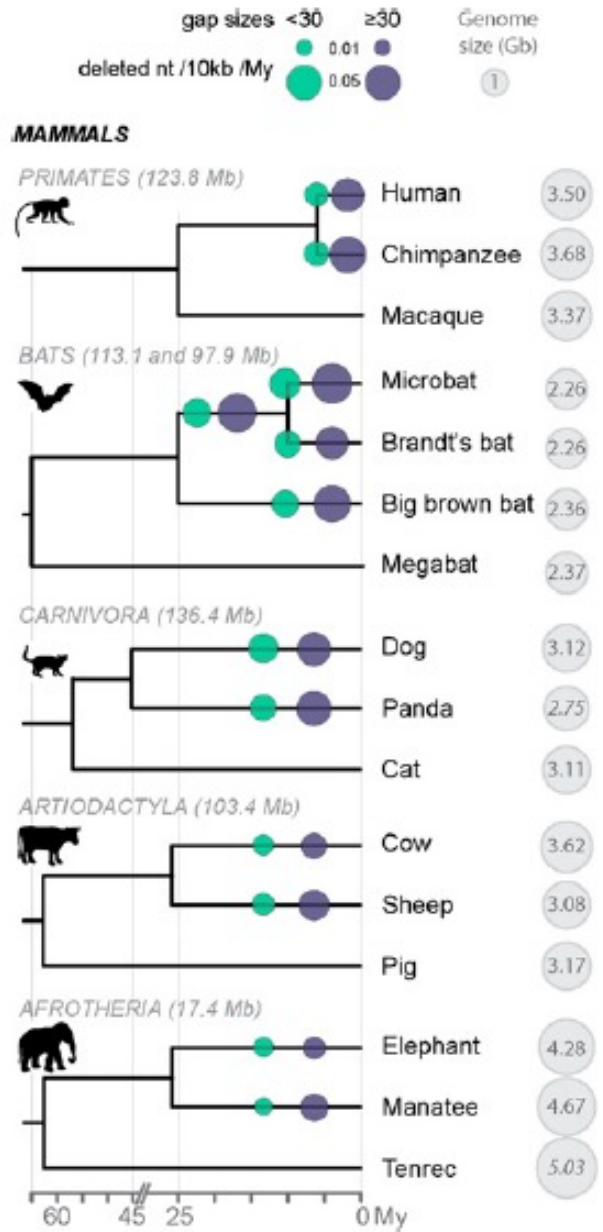 gap sizes <30 ≥30 Genome
0.01 size (Gb)
deleted nt /10kb /My 0.05 1
MAMMALS
PRIMATES (123.8 Mb)
Human 3.50
Chimpanzee 3.68
Macaque 3.37
BATS (113.1 and 97.9 Mb)
Microbat 2.26
Brandt's bat 2.26
Big brown bat 2.36
Megabat 2.37
CARNIVORA (136.4 Mb)
Dog 3.12
Panda 2.75
Cat 3.11
ARTIODACTYLA (103.4 Mb)
Cow 3.62
Sheep 3.08
Pig 3.17
AFROTHERIA (17.4 Mb)
Elephant 4.28
Manatee 4.67
Tenrec 5.03
60 45 25 0 My